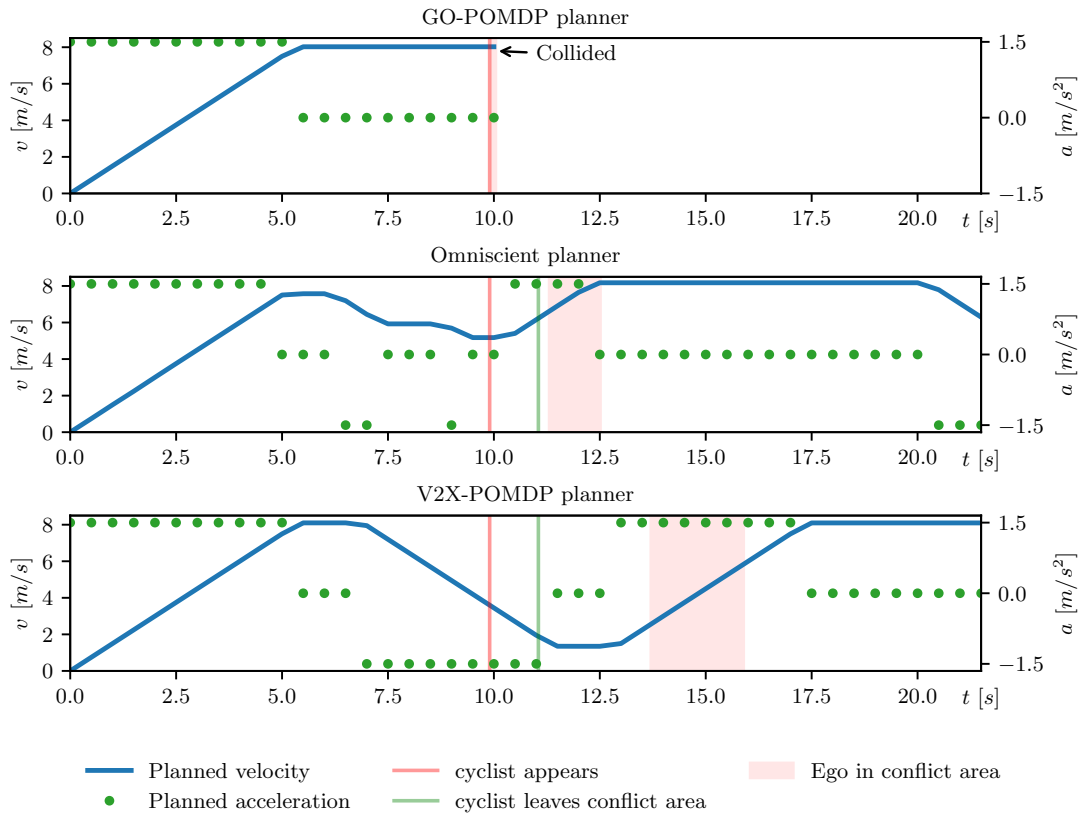 GO-POMDP planner
8
6
4
2
0
v [m/s]
Collided
1.5
0.0
−1.5
a [m/s²]
0.0 2.5 5.0 7.5 10.0 12.5 15.0 17.5 20.0 t [s]
Omniscient planner
8
6
4
2
0
v [m/s]
1.5
0.0
−1.5
a [m/s²]
0.0 2.5 5.0 7.5 10.0 12.5 15.0 17.5 20.0 t [s]
V2X-POMDP planner
8
6
4
2
0
v [m/s]
1.5
0.0
−1.5
a [m/s²]
0.0 2.5 5.0 7.5 10.0 12.5 15.0 17.5 20.0 t [s]
Planned velocity
Planned acceleration
cyclist appears
cyclist leaves conflict area
Ego in conflict area